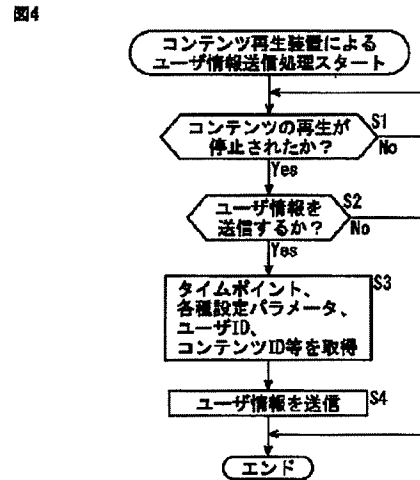 図4
コンテンツ再生装置による
ユーザ情報送信処理スタート
コンテンツの再生が
停止されたか?
S1
No
Yes
ユーザ情報を
送信するか?
S2
No
Yes
タイムポイント、
各種設定パラメータ、
ユーザID、
コンテンツID等を取得
S3
ユーザ情報を送信
S4
エンド